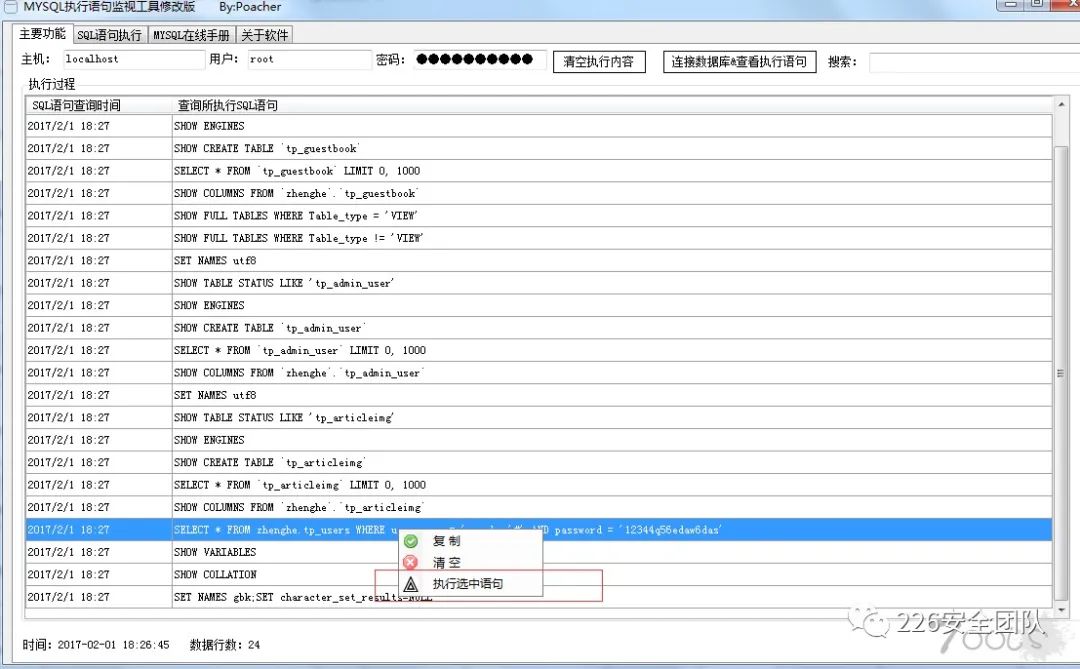 MYSQL执行语句监视工具修改版 By:Poacher
主要功能 SQL语句执行 MYSQL在线手册 关于软件
主机： localhost 用户： root 密码： ●●●●●●●●●● 清空执行内容 连接数据库&查看执行语句 搜索：
执行过程
SQL语句查询时间 查询所执行SQL语句
2017/2/1 18:27 SHOW ENGINES
2017/2/1 18:27 SHOW CREATE TABLE `tp_guestbook`
2017/2/1 18:27 SELECT * FROM `tp_guestbook` LIMIT 0, 1000
2017/2/1 18:27 SHOW COLUMNS FROM `zhenghe`.`tp_guestbook`
2017/2/1 18:27 SHOW FULL TABLES WHERE Table_type = 'VIEW'
2017/2/1 18:27 SHOW FULL TABLES WHERE Table_type != 'VIEW'
2017/2/1 18:27 SET NAMES utf8
2017/2/1 18:27 SHOW TABLE STATUS LIKE 'tp_admin_user'
2017/2/1 18:27 SHOW ENGINES
2017/2/1 18:27 SHOW CREATE TABLE `tp_admin_user`
2017/2/1 18:27 SELECT * FROM `tp_admin_user` LIMIT 0, 1000
2017/2/1 18:27 SHOW COLUMNS FROM `zhenghe`.`tp_admin_user`
2017/2/1 18:27 SET NAMES utf8
2017/2/1 18:27 SHOW TABLE STATUS LIKE 'tp_articleimg'
2017/2/1 18:27 SHOW ENGINES
2017/2/1 18:27 SHOW CREATE TABLE `tp_articleimg`
2017/2/1 18:27 SELECT * FROM `tp_articleimg` LIMIT 0, 1000
2017/2/1 18:27 SHOW COLUMNS FROM `zhenghe`.`tp_articleimg`
2017/2/1 18:27 SELECT * FROM zhenghe.tp_users WHERE password = '12344q56edaw6das'
复制
2017/2/1 18:27 SHOW VARIABLES
清空
2017/2/1 18:27 SHOW COLLATION
执行选中语句
2017/2/1 18:27 SET NAMES gbk;SET character_set_results=NULL
226安全团队
时间：2017-02-01 18:26:45 数据行数：24